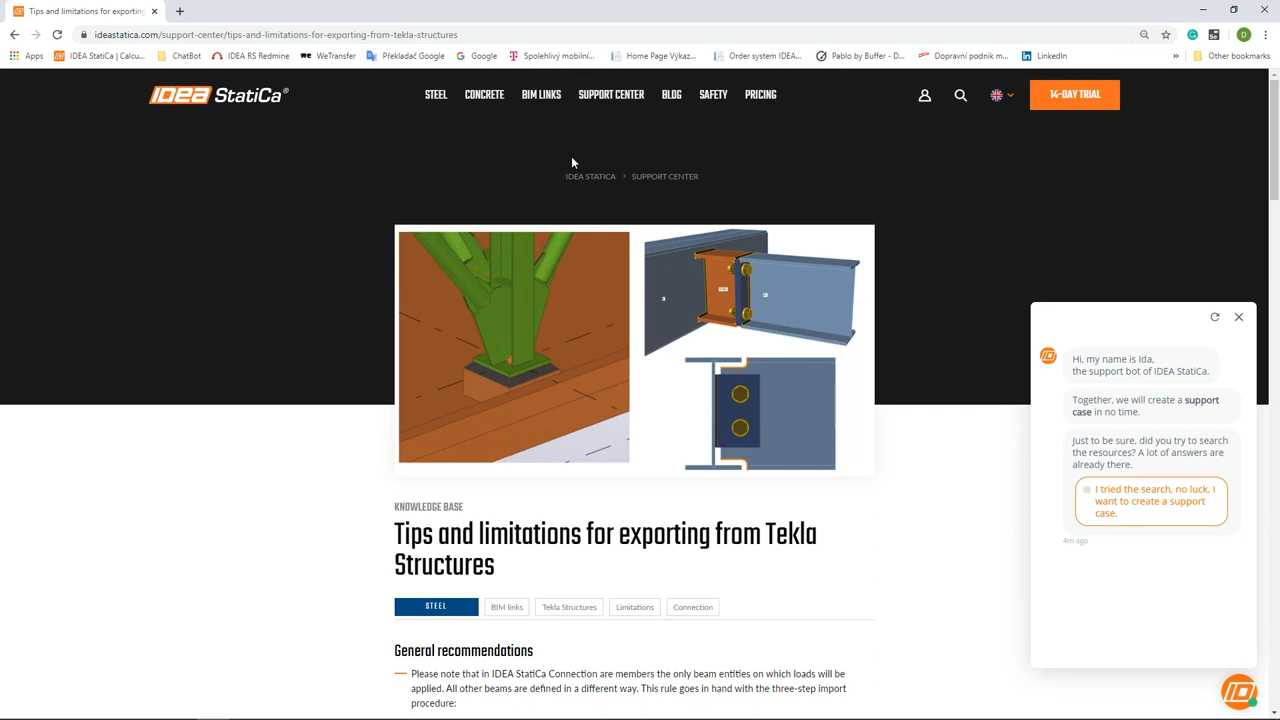 Tips and limitations for exporting
ideastatica.com/support-center/tips-and-limitations-for-exporting-from-tekla-structures
D
Apps
IDEA StatiCa | Calcu...
ChatBot
IDEA RS Redmine
WeTransfer
Překladač Google
Google
Spolehlivý mobilní...
Home Page Výkaz...
Order system IDEA...
Pablo by Buffer - D...
Dopravní podnik m...
LinkedIn
»
Other bookmarks
IDEA StatiCa®
STEEL
CONCRETE
BIM LINKS
SUPPORT CENTER
BLOG
SAFETY
PRICING
14-DAY TRIAL
IDEA STATICA › SUPPORT CENTER
KNOWLEDGE BASE
Tips and limitations for exporting from Tekla
Structures
STEEL
BIM links
Tekla Structures
Limitations
Connection
General recommendations
Please note that in IDEA StatiCa Connection are members the only beam entities on which loads will be
applied. All other beams are defined in a different way. This rule goes in hand with the three-step import
procedure:
Hi, my name is Ida,
the support bot of IDEA StatiCa.
Together, we will create a support
case in no time.
Just to be sure, did you try to search
the resources? A lot of answers are
already there.
I tried the search, no luck. I
want to create a support
case.
4m ago